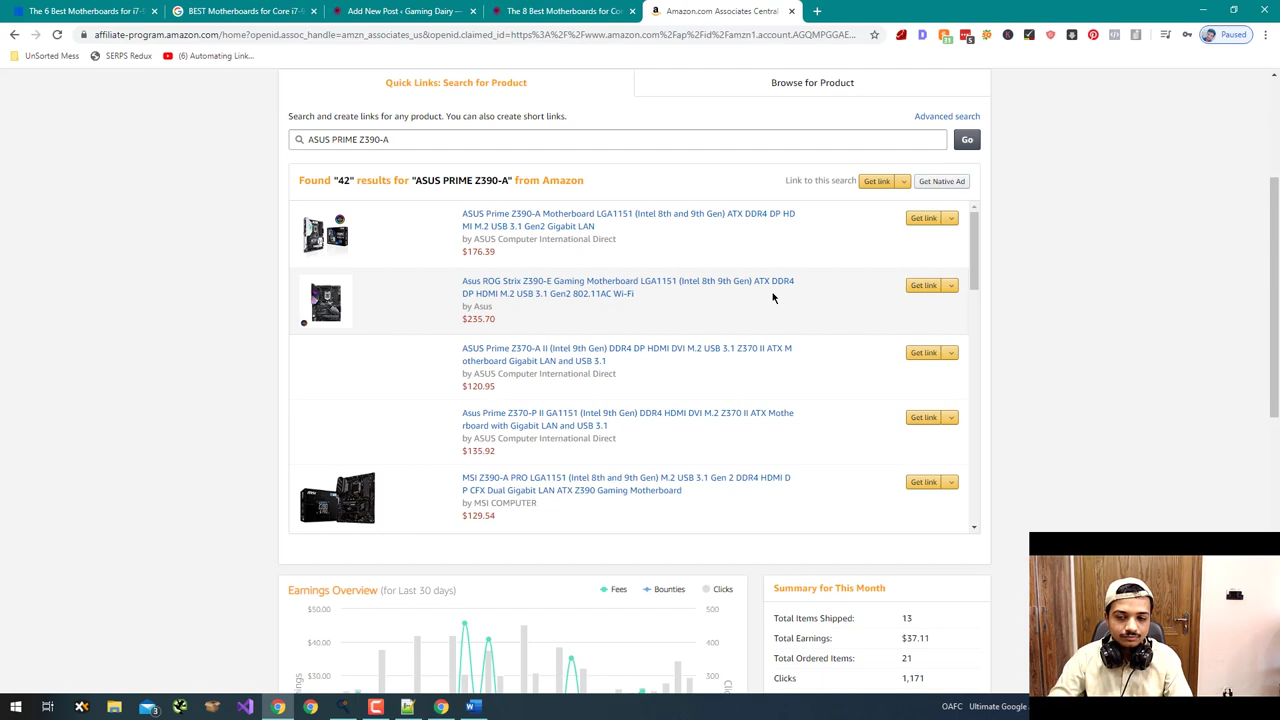 The 6 Best Motherboards for i7-9
BEST Motherboards for Core i7-
Add New Post ‹ Gaming Dairy —
The 8 Best Motherboards for Cor
Amazon.com Associates Central
affiliate-program.amazon.com/home?openid.assoc_handle=amzn_associates_us&openid.claimed_id=https%3A%2F%2Fwww.amazon.com%2Fap%2Fid%2Famzn1.account.AGQMPGGAE...
Paused
UnSorted Mess
SERPS Redux
(6) Automating Link...
Quick Links: Search for Product
Browse for Product
Search and create links for any product. You can also create short links.
Advanced search
ASUS PRIME Z390-A
Go
Found "42" results for "ASUS PRIME Z390-A" from Amazon
Link to this search
Get link
Get Native Ad
ASUS Prime Z390-A Motherboard LGA1151 (Intel 8th and 9th Gen) ATX DDR4 DP HD
MI M.2 USB 3.1 Gen2 Gigabit LAN
by ASUS Computer International Direct
$176.39
Get link
Asus ROG Strix Z390-E Gaming Motherboard LGA1151 (Intel 8th 9th Gen) ATX DDR4
DP HDMI M.2 USB 3.1 Gen2 802.11AC Wi-Fi
by Asus
$235.70
Get link
ASUS Prime Z370-A II (Intel 9th Gen) DDR4 DP HDMI DVI M.2 USB 3.1 Z370 II ATX M
otherboard Gigabit LAN and USB 3.1
by ASUS Computer International Direct
$120.95
Get link
Asus Prime Z370-P II GA1151 (Intel 9th Gen) DDR4 HDMI DVI M.2 Z370 II ATX Mothe
rboard with Gigabit LAN and USB 3.1
by ASUS Computer International Direct
$135.92
Get link
MSI Z390-A PRO LGA1151 (Intel 8th and 9th Gen) M.2 USB 3.1 Gen 2 DDR4 HDMI D
P CFX Dual Gigabit LAN ATX Z390 Gaming Motherboard
by MSI COMPUTER
$129.54
Get link
Earnings Overview (for Last 30 days)
Fees
Bounties
Clicks
$50.00
$40.00
$30.00
500
400
300
Summary for This Month
Total Items Shipped: 13
Total Earnings: $37.11
Total Ordered Items: 21
Clicks 1,171
OAFC
Ultimate Google